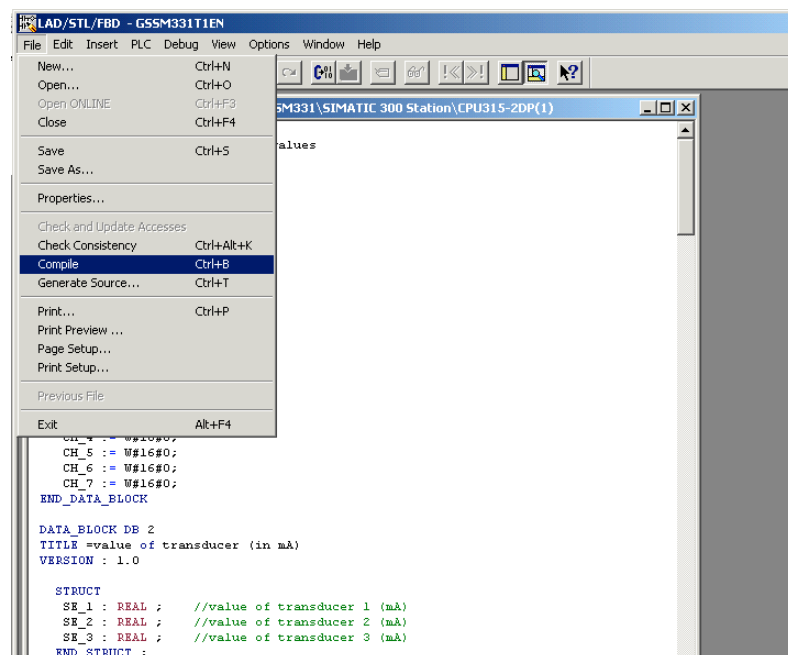 LAD/STL/FBD - GSSM331T1EN
File Edit Insert PLC Debug View Options Window Help
New... Ctrl+N
Open... Ctrl+O
Open ONLINE Ctrl+F3
SM331\SIMATIC 300 Station\CPU315-2DP(1)
Close Ctrl+F4
alues
Save Ctrl+S
Save As...
Properties...
Check and Update Accesses
Check Consistency Ctrl+Alt+K
Compile Ctrl+B
Generate Source... Ctrl+T
Print... Ctrl+P
Print Preview ...
Page Setup...
Print Setup...
Previous File
Exit Alt+F4
CH_4 := W#16#0;
CH_5 := W#16#0;
CH_6 := W#16#0;
CH_7 := W#16#0;
END_DATA_BLOCK
DATA_BLOCK DB 2
TITLE =value of transducer (in mA)
VERSION : 1.0
STRUCT
SE_1 : REAL ; //value of transducer 1 (mA)
SE_2 : REAL ; //value of transducer 2 (mA)
SE_3 : REAL ; //value of transducer 3 (mA)
END_STRUCT ;